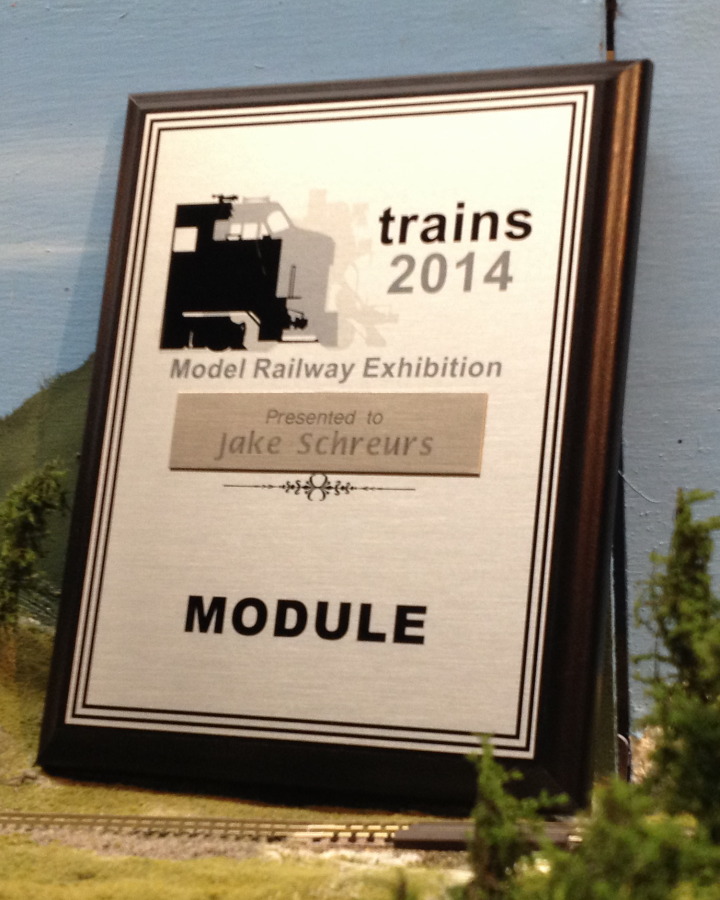 trains
2014
Model Railway Exhibition
Presented to
Jake Schreurs
MODULE